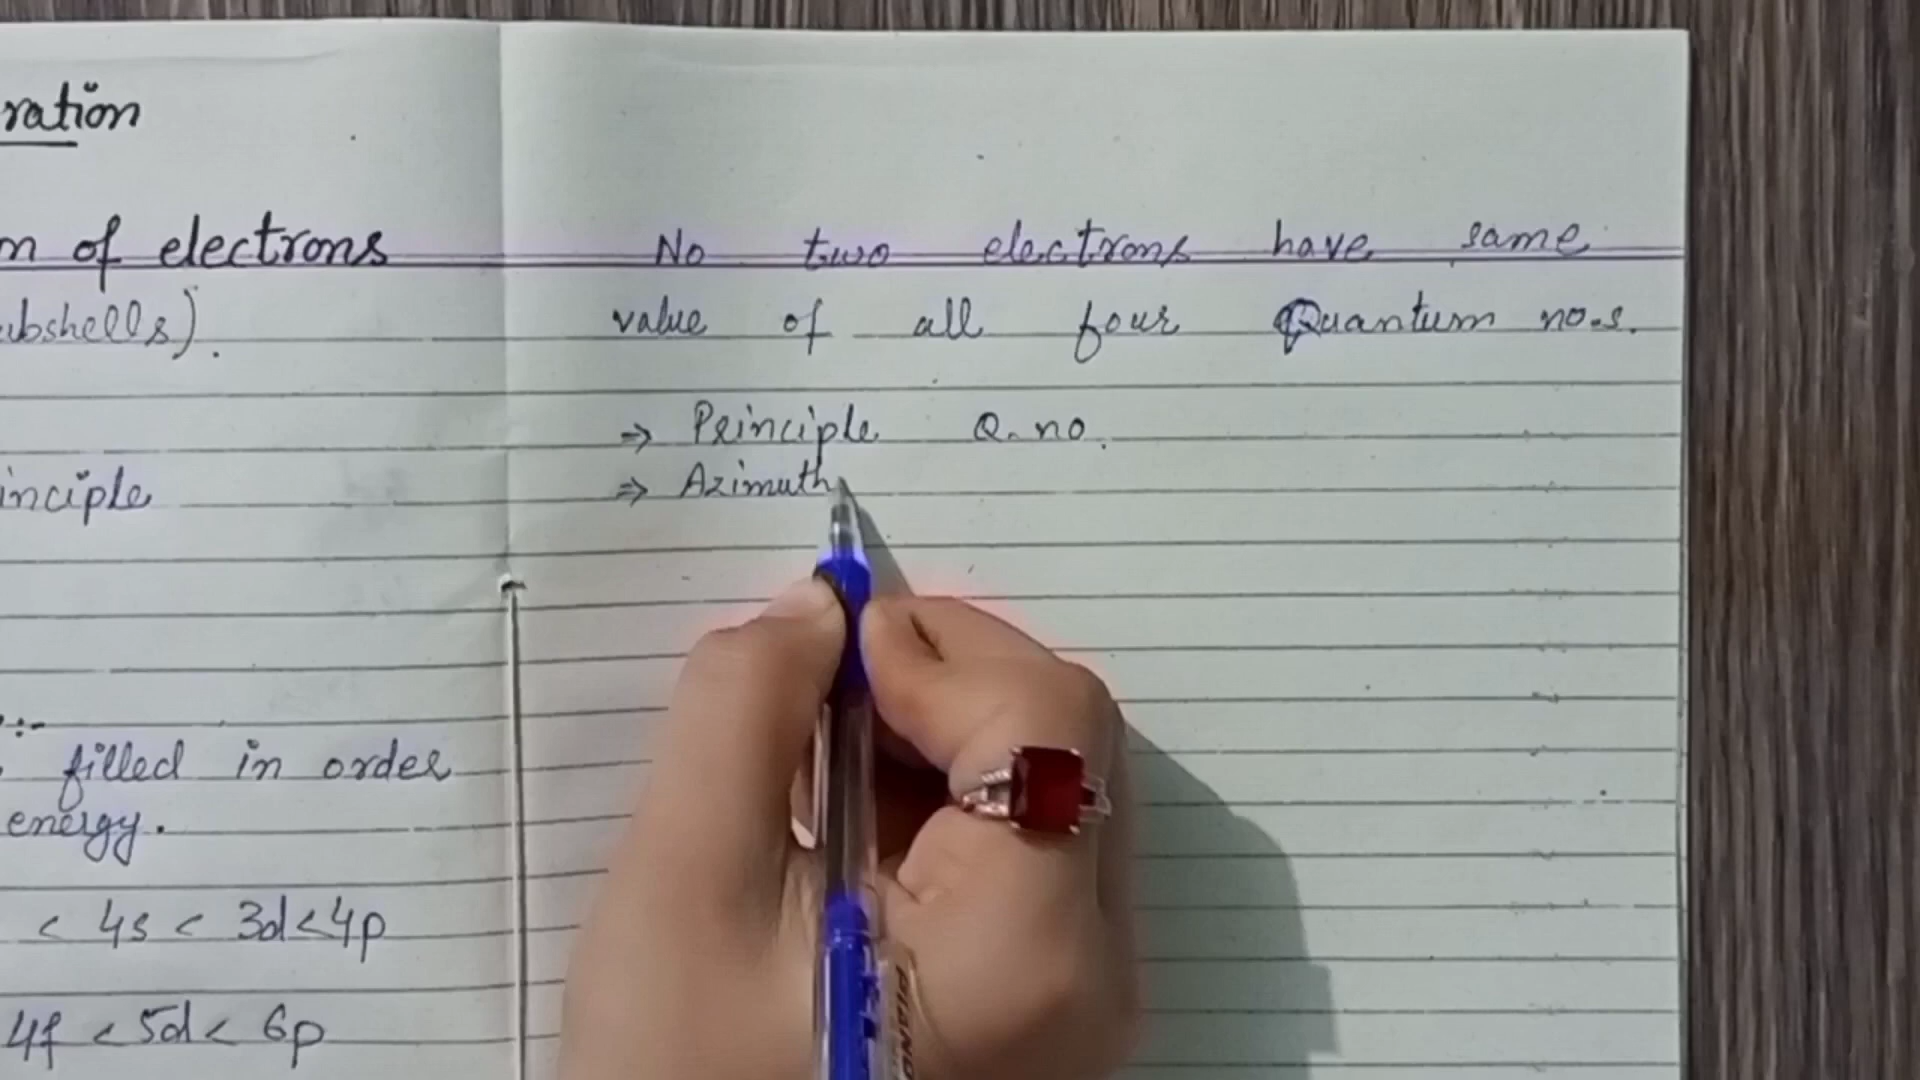 ration
n of electrons
ubshells).
inciple
filled in order
energy.
< 4s < 3d < 4p
4f < 5d < 6p
No two electrons have same
value of all four Quantum no.s.
⇒ Principle Q. no.
⇒ Azimuth